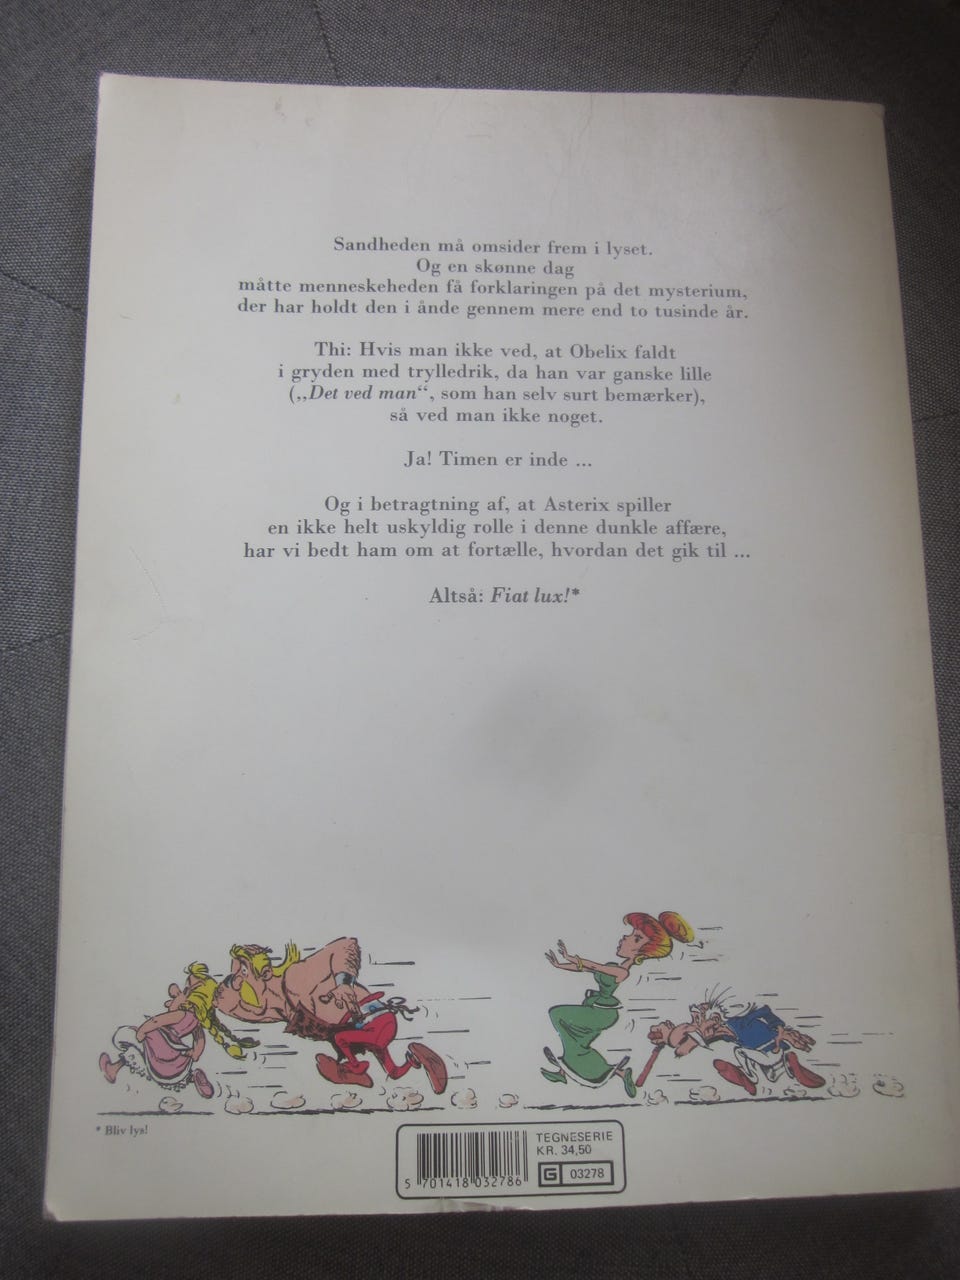 Sandheden må omsider frem i lyset.
Og en skønne dag
måtte menneskeheden få forklaringen på det mysterium,
der har holdt den i ånde gennem mere end to tusinde år.
Thi: Hvis man ikke ved, at Obelix faldt
i gryden med trylledrik, da han var ganske lille
(„Det ved man“, som han selv surt bemærker),
så ved man ikke noget.
Ja! Timen er inde ...
Og i betragtning af, at Asterix spiller
en ikke helt uskyldig rolle i denne dunkle affære,
har vi bedt ham om at fortælle, hvordan det gik til ...
Altså: Fiat lux!*
* Bliv lys!
TEGNESERIE
KR. 34,50
G 03278
5 701418 032786